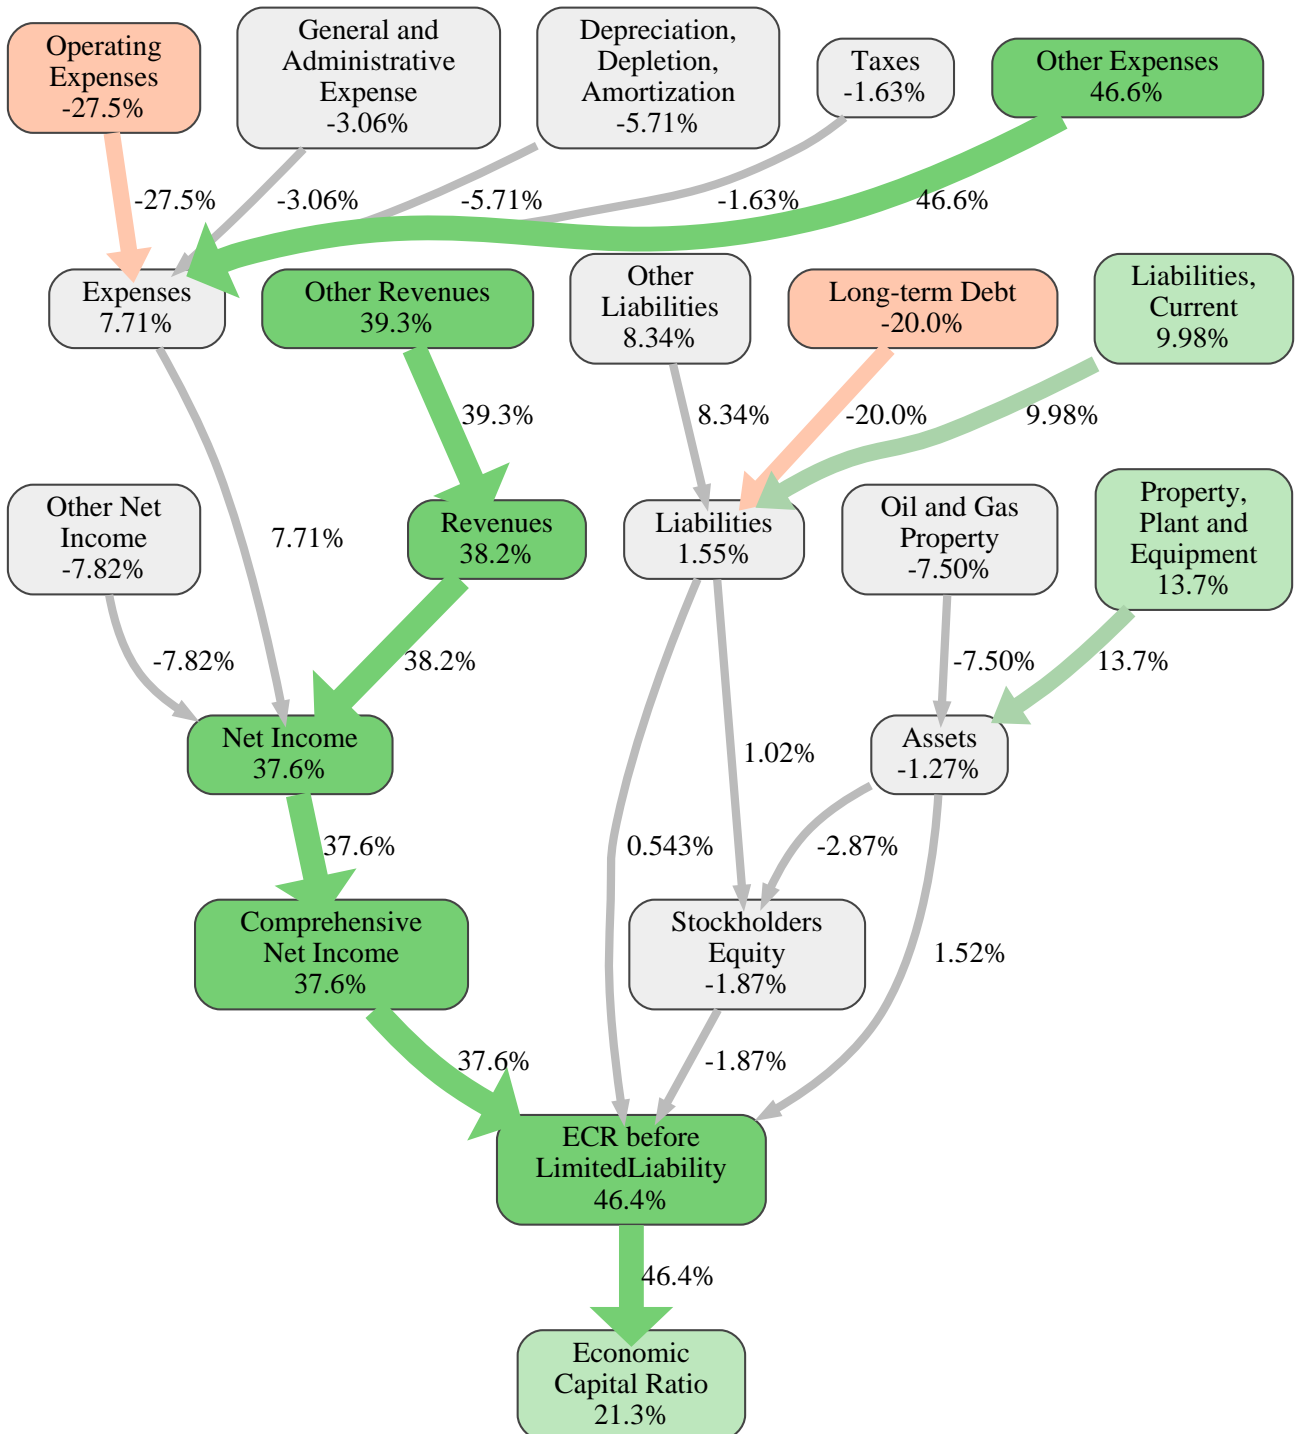 Operating
Expenses
-27.5%
General and
Administrative
Expense
-3.06%
Depreciation,
Depletion,
Amortization
-5.71%
Taxes
-1.63%
Other Expenses
46.6%
-27.5%
-3.06%
-5.71%
-1.63%
46.6%
Expenses
7.71%
Other Revenues
39.3%
Other
Liabilities
8.34%
Long-term Debt
-20.0%
Liabilities,
Current
9.98%
39.3%
8.34%
-20.0%
9.98%
Other Net
Income
-7.82%
7.71%
Revenues
38.2%
Liabilities
1.55%
Oil and Gas
Property
-7.50%
Property,
Plant and
Equipment
13.7%
-7.82%
38.2%
-7.50%
13.7%
Net Income
37.6%
1.02%
Assets
-1.27%
37.6%
0.543%
-2.87%
Comprehensive
Net Income
37.6%
Stockholders
Equity
-1.87%
1.52%
37.6%
-1.87%
ECR before
LimitedLiability
46.4%
46.4%
Economic
Capital Ratio
21.3%